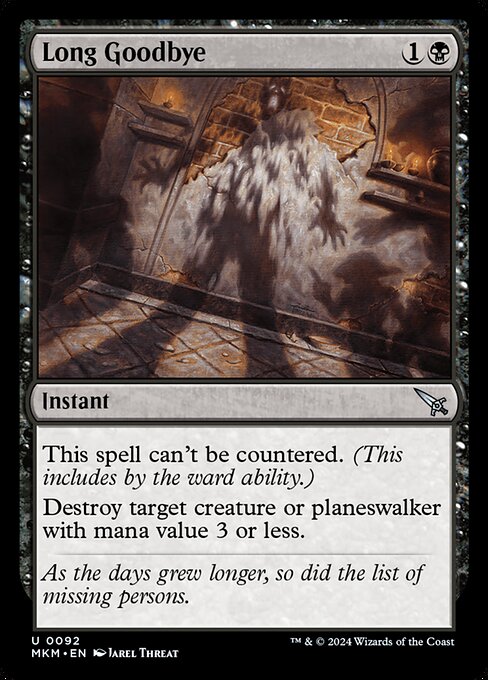 Long Goodbye 1
Instant
This spell can't be countered. (This
includes by the ward ability.)
Destroy target creature or planeswalker
with mana value 3 or less.
As the days grew longer, so did the list of
missing persons.
U 0092 ™ & © 2024 Wizards of the Coast
MKM • EN JAREL THREAT